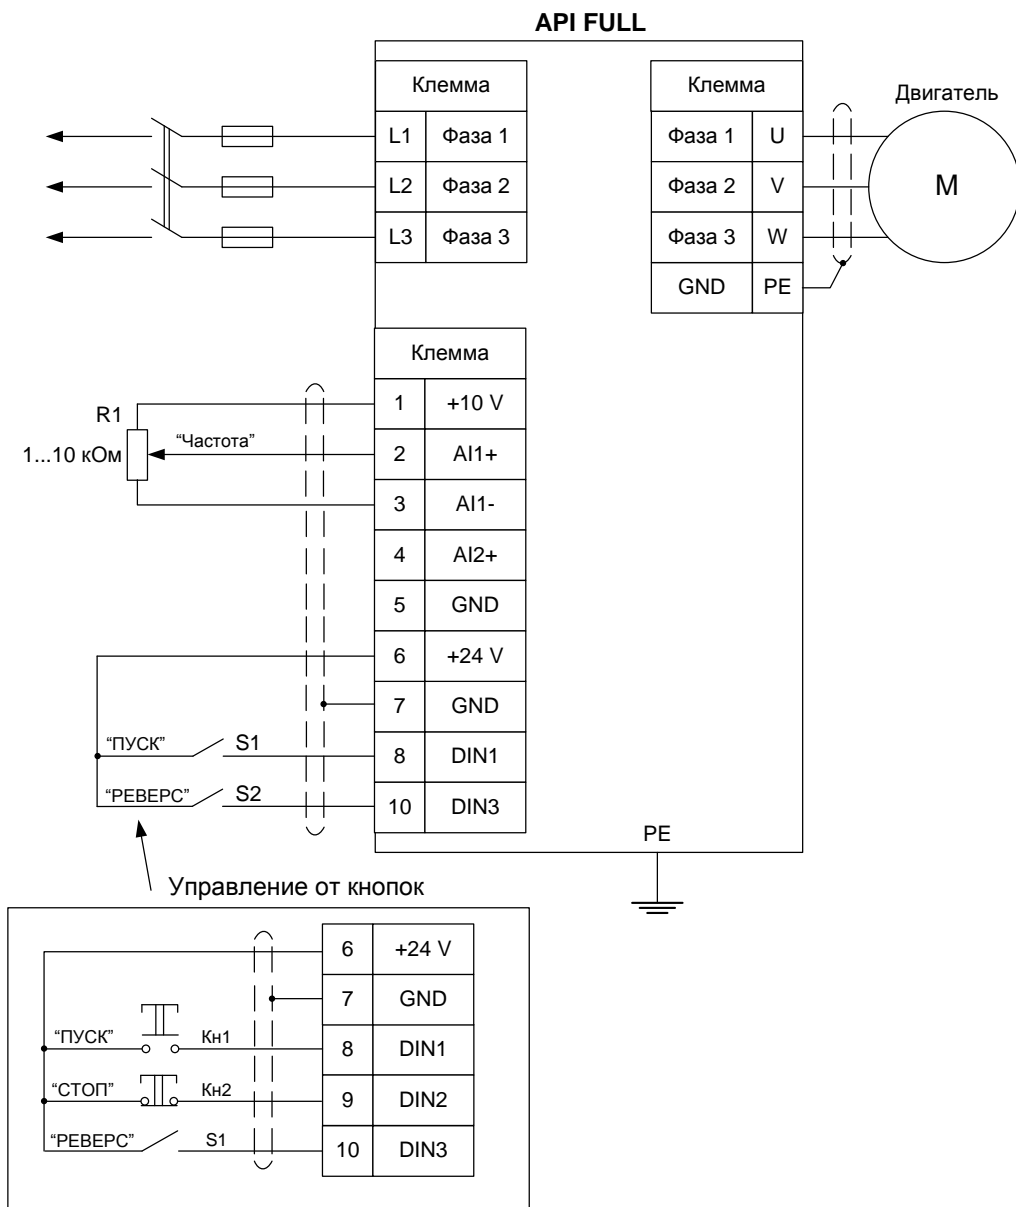 API FULL
Клемма
L1 Фаза 1
L2 Фаза 2
L3 Фаза 3
Клемма
Фаза 1 U
Фаза 2 V
Фаза 3 W
GND PE
Двигатель
M
Клемма
1 +10 V
2 AI1+
3 AI1-
4 AI2+
5 GND
6 +24 V
7 GND
8 DIN1
10 DIN3
R1
1...10 кОм
“Частота”
“ПУСК” S1
“РЕВЕРС” S2
PE
Управление от кнопок
6 +24 V
7 GND
“ПУСК” Кн1 8 DIN1
“СТОП” Кн2 9 DIN2
“РЕВЕРС” S1 10 DIN3